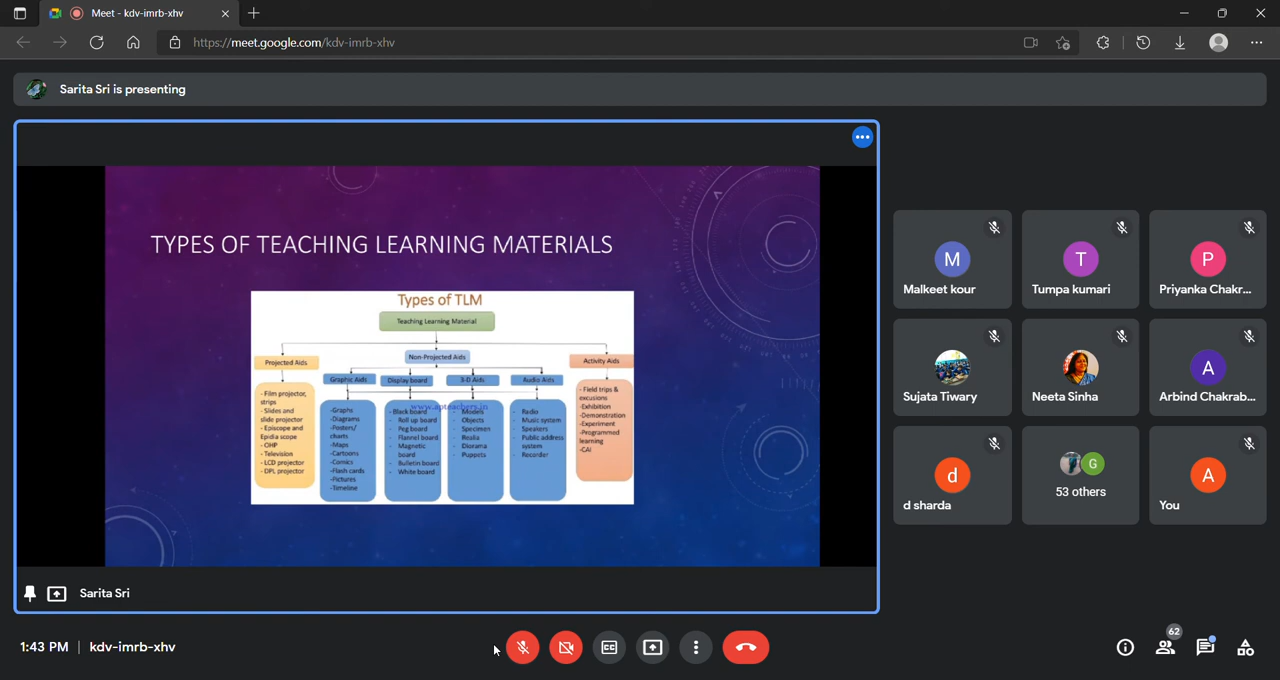 Meet - kdv-imrb-xhv
https://meet.google.com/kdv-imrb-xhv
Sarita Sri is presenting
TYPES OF TEACHING LEARNING MATERIALS
Types of TLM
Teaching Learning Material
Projected Aids
- Film projector,
strips
- Slides and
slide projector
- Episcope and
Epidia scope
- OHP
- Television
- LCD projector
- DPL projector
Non-Projected Aids
Graphic Aids
-Graphs
-Diagrams
-Posters/
charts
-Maps
-Cartoons
-Comics
-Flash cards
-Pictures
-Timeline
Display board
- Black board
- Roll up board
- Peg board
- Flannel board
- Magnetic
board
- Bulletin board
- White board
3-D Aids
- Models
- Objects
- Specimen
- Realia
- Diorama
- Puppets
Audio Aids
- Radio
- Music system
- Speakers
- Public address
system
- Recorder
Activity Aids
- Field trips &
excusions
-Exhibition
-Demonstration
-Experiment
-Programmed
learning
-CAI
www.apteachers.in
Sarita Sri
M
Malkeet kour
T
Tumpa kumari
P
Priyanka Chakr...
Sujata Tiwary
Neeta Sinha
A
Arbind Chakrab...
d
d sharda
G
53 others
A
You
1:43 PM | kdv-imrb-xhv
CC
62